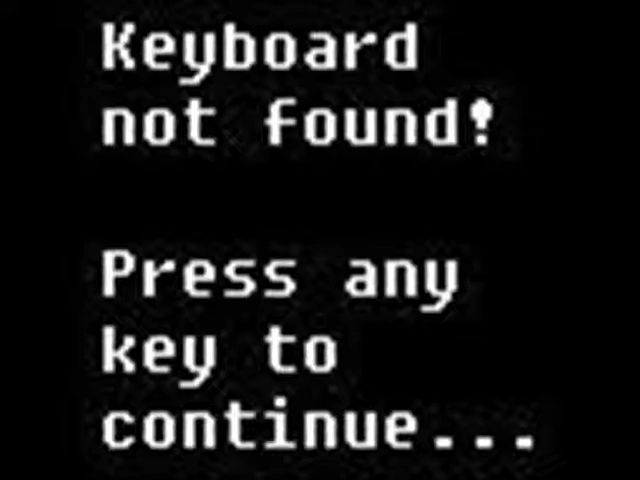 Keyboard
not found!
Press any
key to
continue...